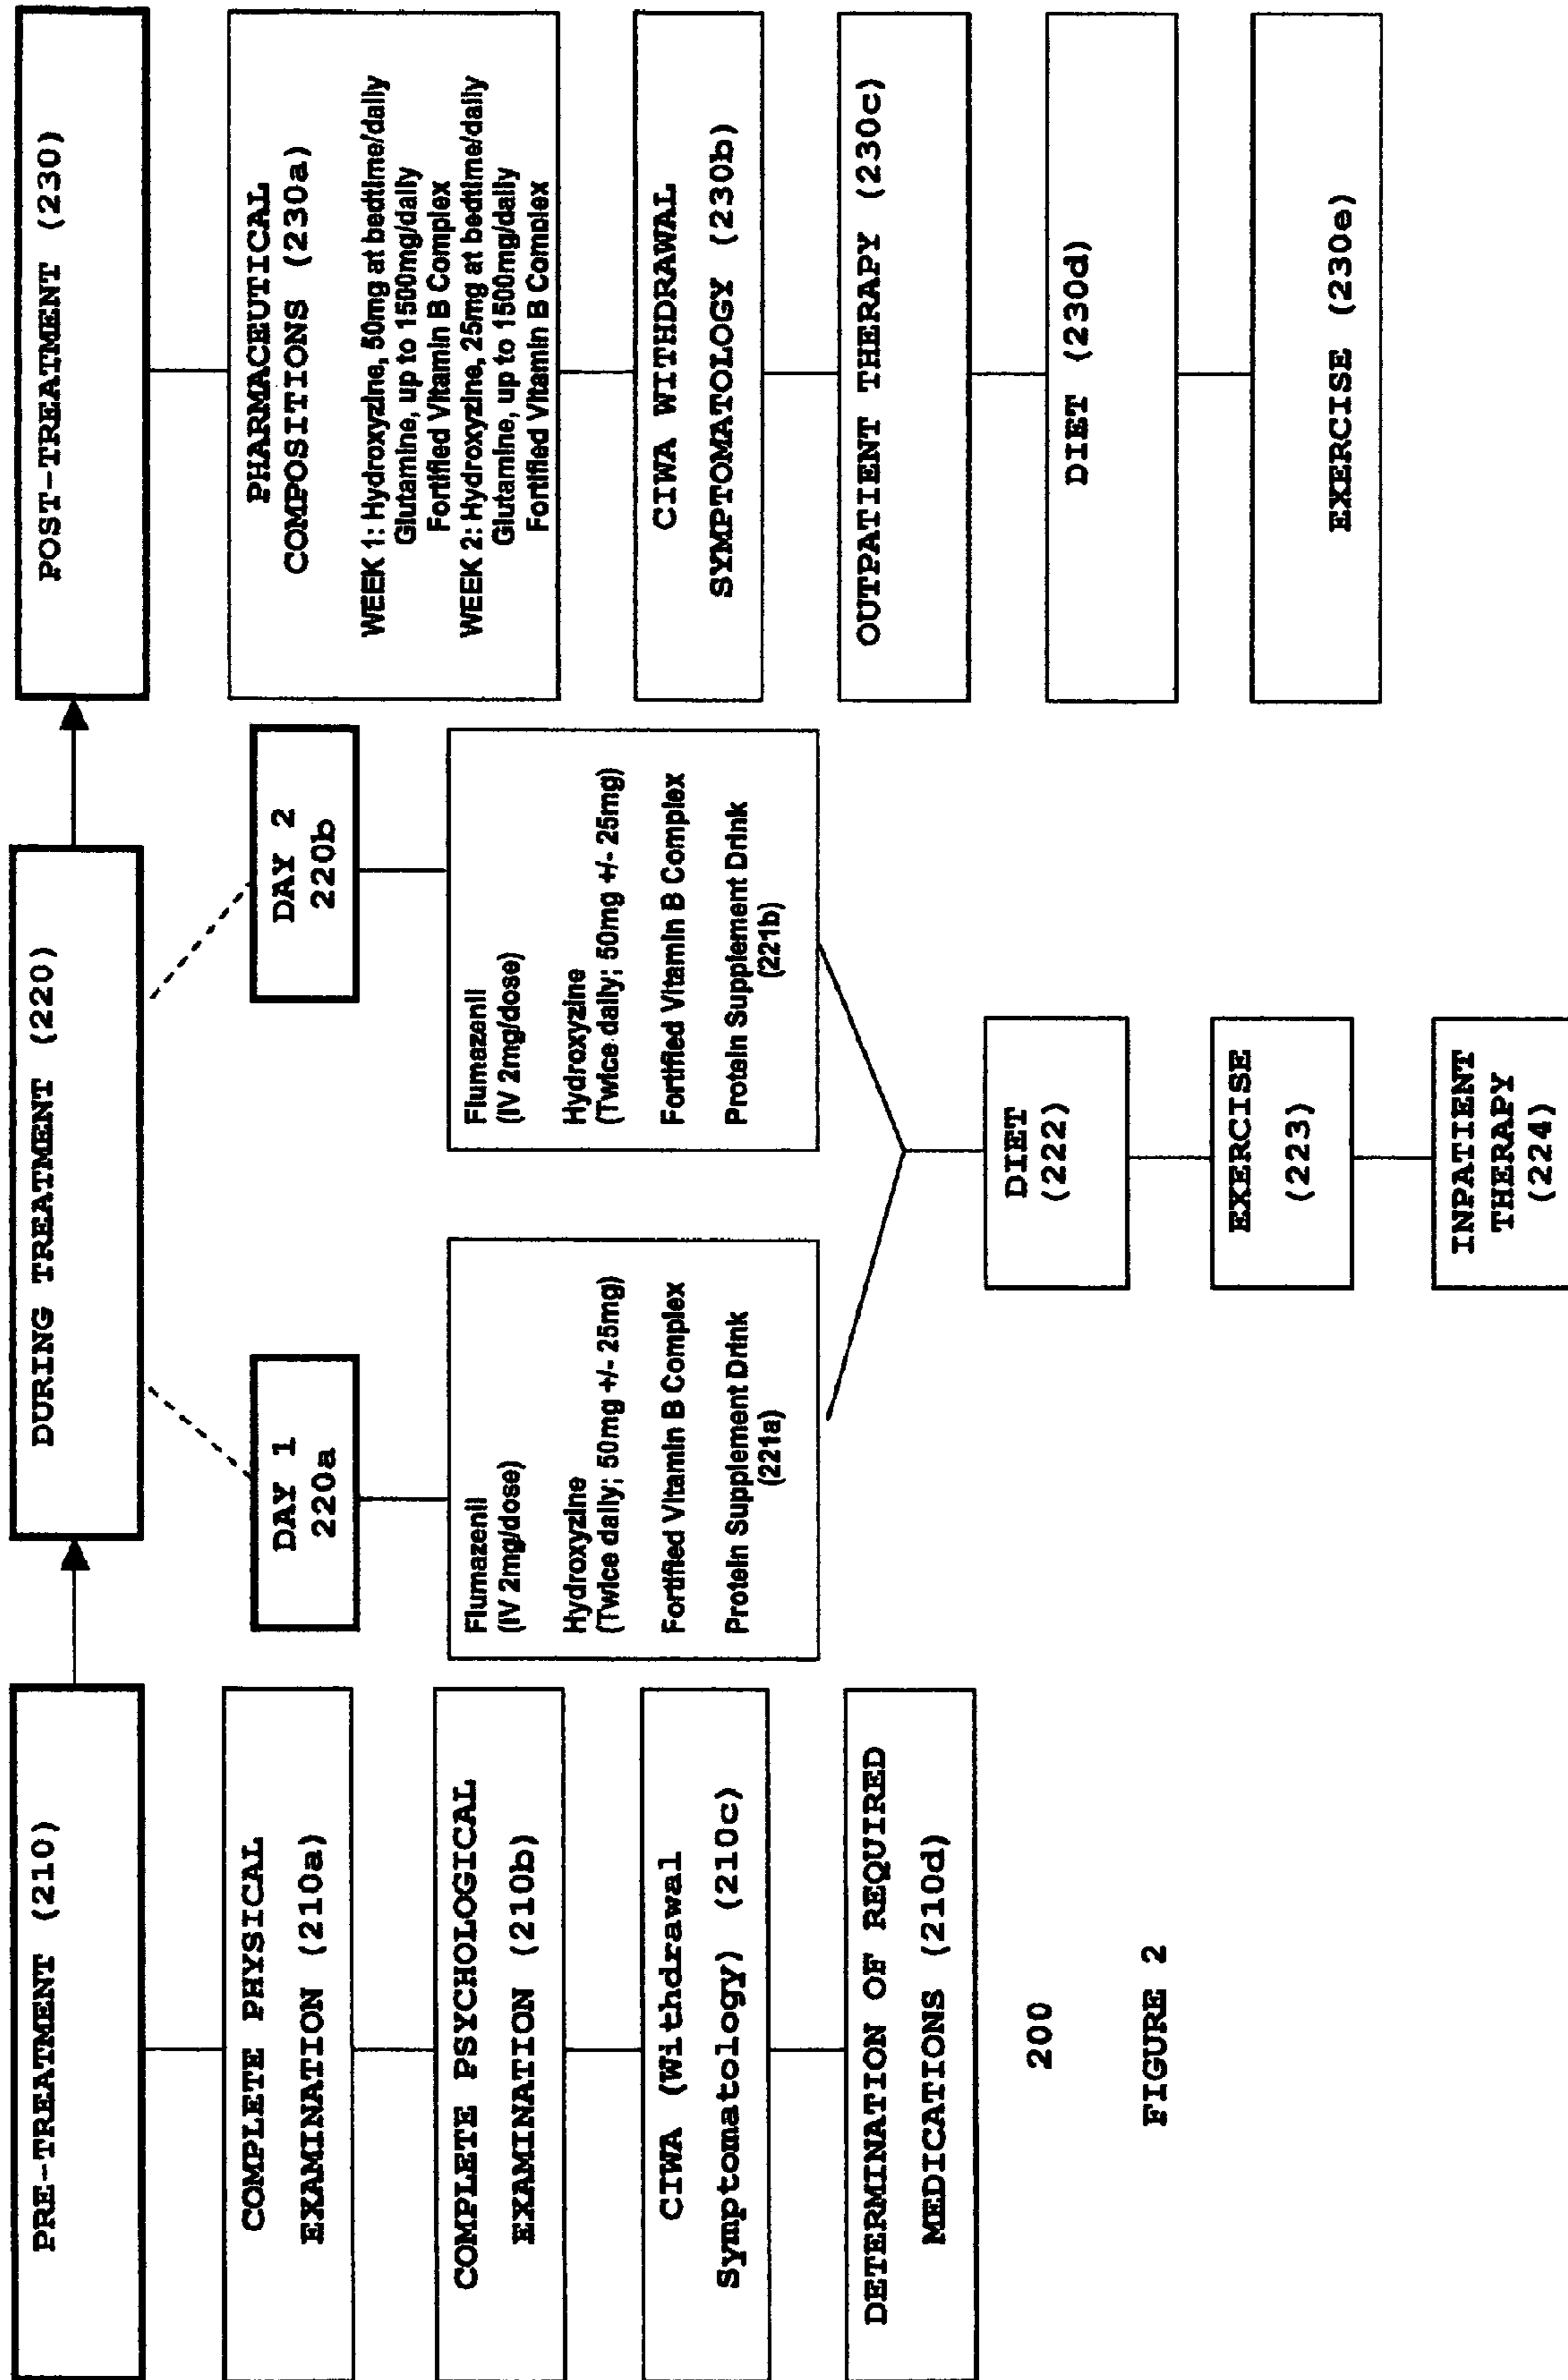 PRE-TREATMENT (210)
COMPLETE PHYSICAL
EXAMINATION (210a)
COMPLETE PSYCHOLOGICAL
EXAMINATION (210b)
CIWA (Withdrawal
Symptomatology) (210c)
DETERMINATION OF REQUIRED
MEDICATIONS (210d)
DURING TREATMENT (220)
DAY 1
220a
Flumazenil
(IV 2mg/dose)
Hydroxyzine
(Twice daily; 50mg +/- 25mg)
Fortified Vitamin B Complex
Protein Supplement Drink
(221a)
DAY 2
220b
Flumazenil
(IV 2mg/dose)
Hydroxyzine
(Twice daily; 50mg +/- 25mg)
Fortified Vitamin B Complex
Protein Supplement Drink
(221b)
DIET
(222)
EXERCISE
(223)
INPATIENT
THERAPY
(224)
POST-TREATMENT (230)
PHARMACEUTICAL
COMPOSITIONS (230a)
WEEK 1: Hydroxyzine, 50mg at bedtime/daily
Glutamine, up to 1500mg/daily
Fortified Vitamin B Complex
WEEK 2: Hydroxyzine, 25mg at bedtime/daily
Glutamine, up to 1500mg/daily
Fortified Vitamin B Complex
CIWA WITHDRAWAL
SYMPTOMATOLOGY (230b)
OUTPATIENT THERAPY (230c)
DIET (230d)
EXERCISE (230e)
200
FIGURE 2